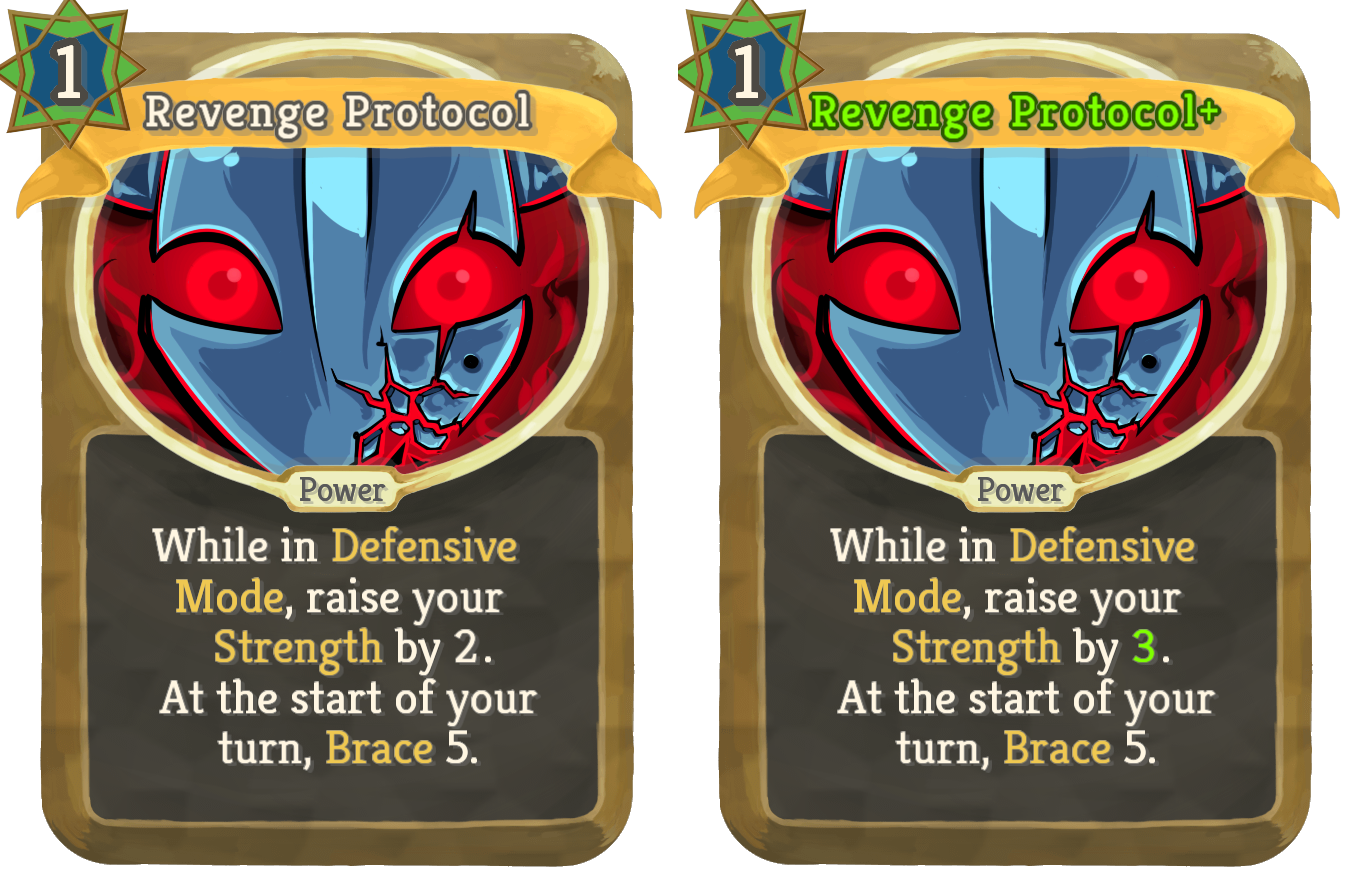 1
Revenge Protocol
Power
While in Defensive
Mode, raise your
Strength by 2.
At the start of your
turn, Brace 5.
1
Revenge Protocol+
Power
While in Defensive
Mode, raise your
Strength by 3.
At the start of your
turn, Brace 5.